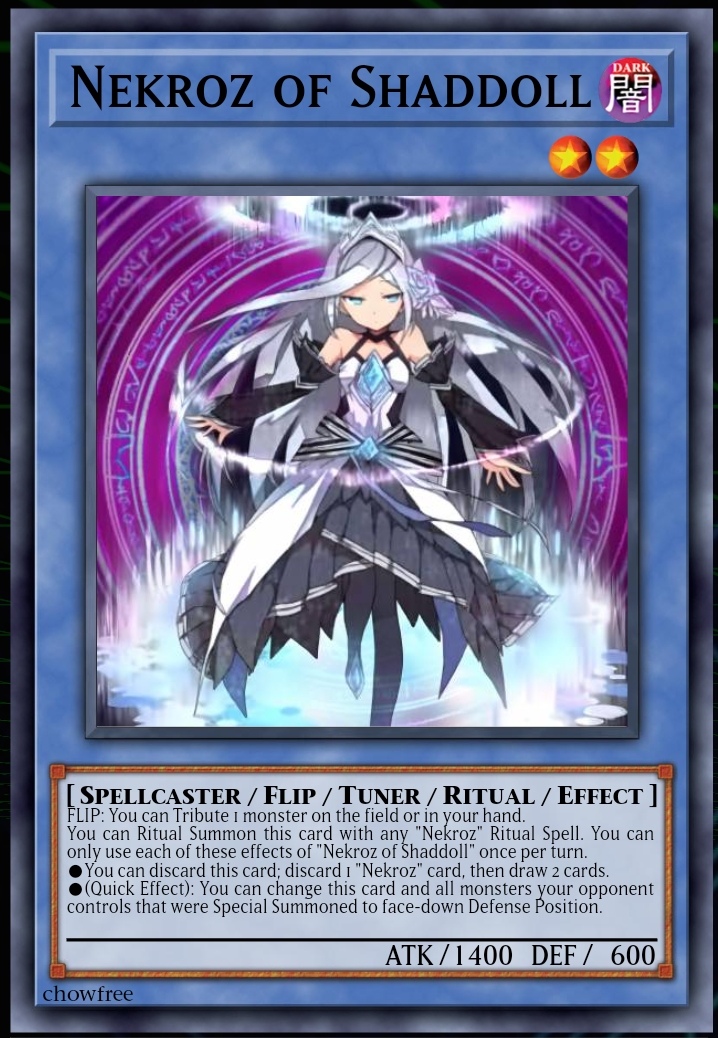 Nekroz of Shaddoll
DARK
闇
[ Spellcaster / Flip / Tuner / Ritual / Effect ]
FLIP: You can Tribute 1 monster on the field or in your hand.
You can Ritual Summon this card with any "Nekroz" Ritual Spell. You can
only use each of these effects of "Nekroz of Shaddoll" once per turn.
●You can discard this card; discard 1 "Nekroz" card, then draw 2 cards.
●(Quick Effect): You can change this card and all monsters your opponent
controls that were Special Summoned to face-down Defense Position.
ATK / 1400 DEF / 600
chowfree